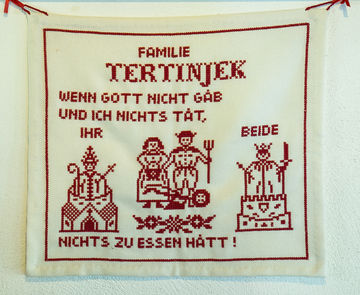 FAMILIE
TERTINJEK
WENN GOTT NICHT GÄB
UND ICH NICHTS TÄT,
IHR BEIDE
NICHTS ZU ESSEN HÄTT!